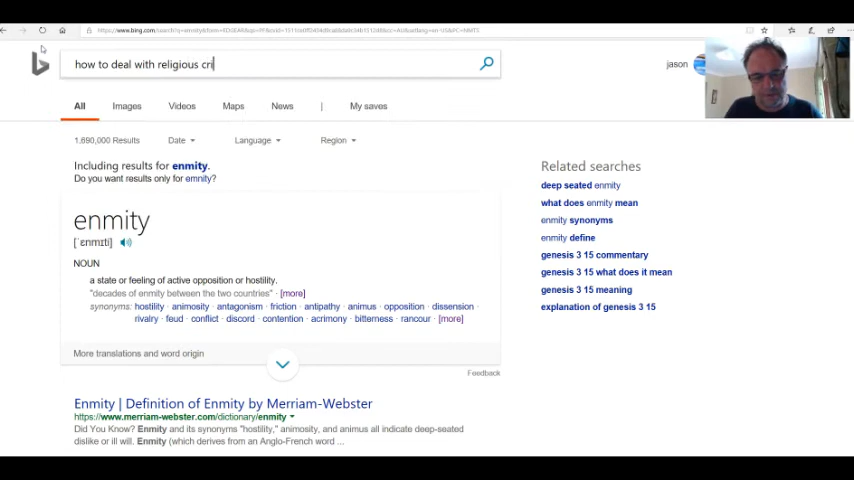 how to deal with religious cri
jason
All Images Videos Maps News | My saves
1,690,000 Results Date Language Region
Including results for enmity.
Do you want results only for emnity?
enmity
[ˈɛnmɪti]
NOUN
a state or feeling of active opposition or hostility.
"decades of enmity between the two countries" · [more]
synonyms: hostility · animosity · antagonism · friction · antipathy · animus · opposition · dissension ·
rivalry · feud · conflict · discord · contention · acrimony · bitterness · rancour · [more]
More translations and word origin
Feedback
Enmity | Definition of Enmity by Merriam-Webster
https://www.merriam-webster.com/dictionary/enmity
Did You Know? Enmity and its synonyms "hostility," animosity, and animus all indicate deep-seated
dislike or ill will. Enmity (which derives from an Anglo-French word ...
Related searches
deep seated enmity
what does enmity mean
enmity synonyms
enmity define
genesis 3 15 commentary
genesis 3 15 what does it mean
genesis 3 15 meaning
explanation of genesis 3 15